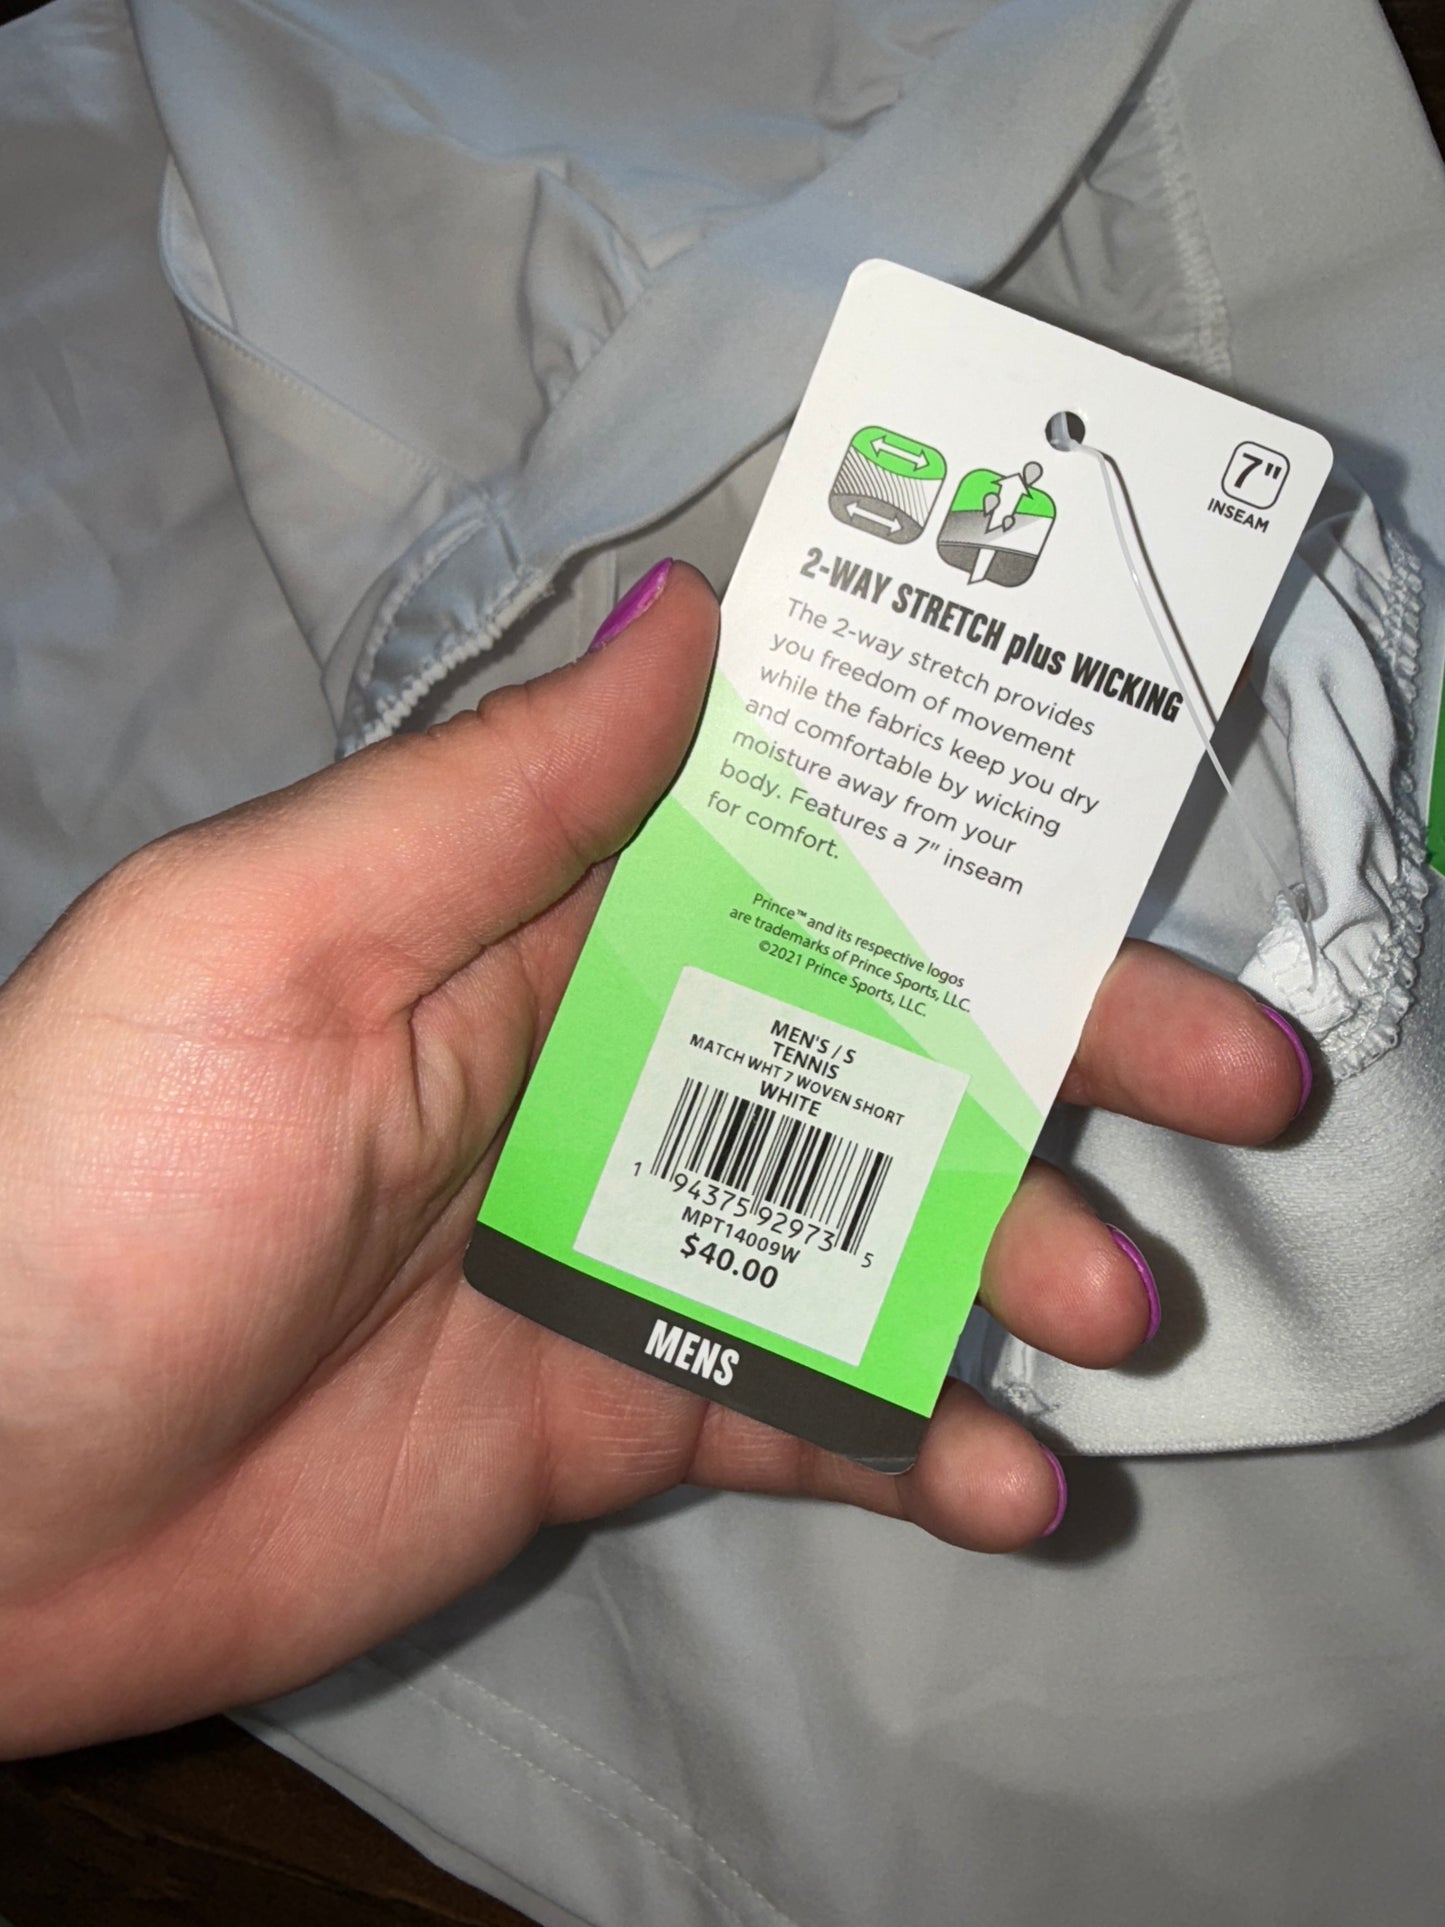 7"
INSEAM
2-WAY STRETCH plus WICKING
The 2-way stretch provides
you freedom of movement
while the fabrics keep you dry
and comfortable by wicking
moisture away from your
body. Features a 7" inseam
for comfort.
Prince™ and its respective logos
are trademarks of Prince Sports, LLC.
©2021 Prince Sports, LLC.
MEN'S / S
TENNIS
MATCH WHT 7 WOVEN SHORT
WHITE
1 94375 92973 5
MPT14009W
$40.00
MENS